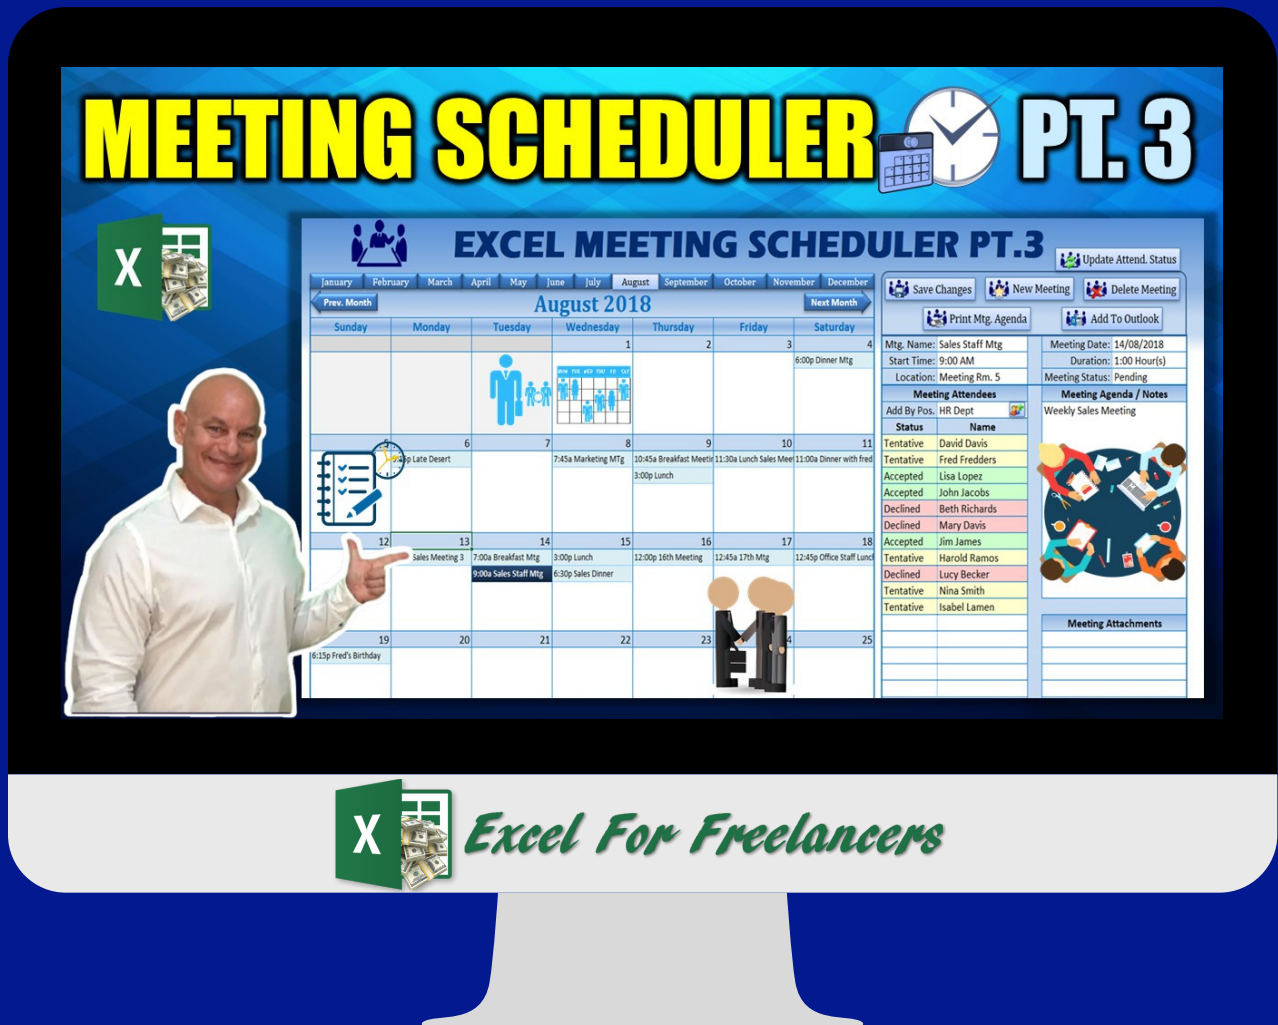 MEETING SCHEDULER PT. 3
X
EXCEL MEETING SCHEDULER PT.3
Update Attend. Status
January February March April May June July August September October November December
Save Changes New Meeting Delete Meeting
Prev. Month August 2018 Next Month
Print Mtg. Agenda Add To Outlook
Sunday Monday Tuesday Wednesday Thursday Friday Saturday
1 2 3 4
6:00p Dinner Mtg
5 6 7 8 9 10 11
Late Desert 7:45a Marketing MTg 10:45a Breakfast Meetin 11:30a Lunch Sales Meet 11:00a Dinner with fred
3:00p Lunch
12 13 14 15 16 17 18
Sales Meeting 3 7:00a Breakfast Mtg 3:00p Lunch 12:00p 16th Meeting 12:45a 17th Mtg 12:45p Office Staff Lunch
9:00a Sales Staff Mtg 6:30p Sales Dinner
19 20 21 22 23 4 25
6:15p Fred's Birthday
Mtg. Name: Sales Staff Mtg Meeting Date: 14/08/2018
Start Time: 9:00 AM Duration: 1:00 Hour(s)
Location: Meeting Rm. 5 Meeting Status: Pending
Meeting Attendees Meeting Agenda / Notes
Add By Pos. HR Dept Weekly Sales Meeting
Status Name
Tentative David Davis
Tentative Fred Fredders
Accepted Lisa Lopez
Accepted John Jacobs
Declined Beth Richards
Declined Mary Davis
Accepted Jim James
Tentative Harold Ramos
Declined Lucy Becker
Tentative Nina Smith
Tentative Isabel Lamen
Meeting Attachments
X Excel For Freelancers